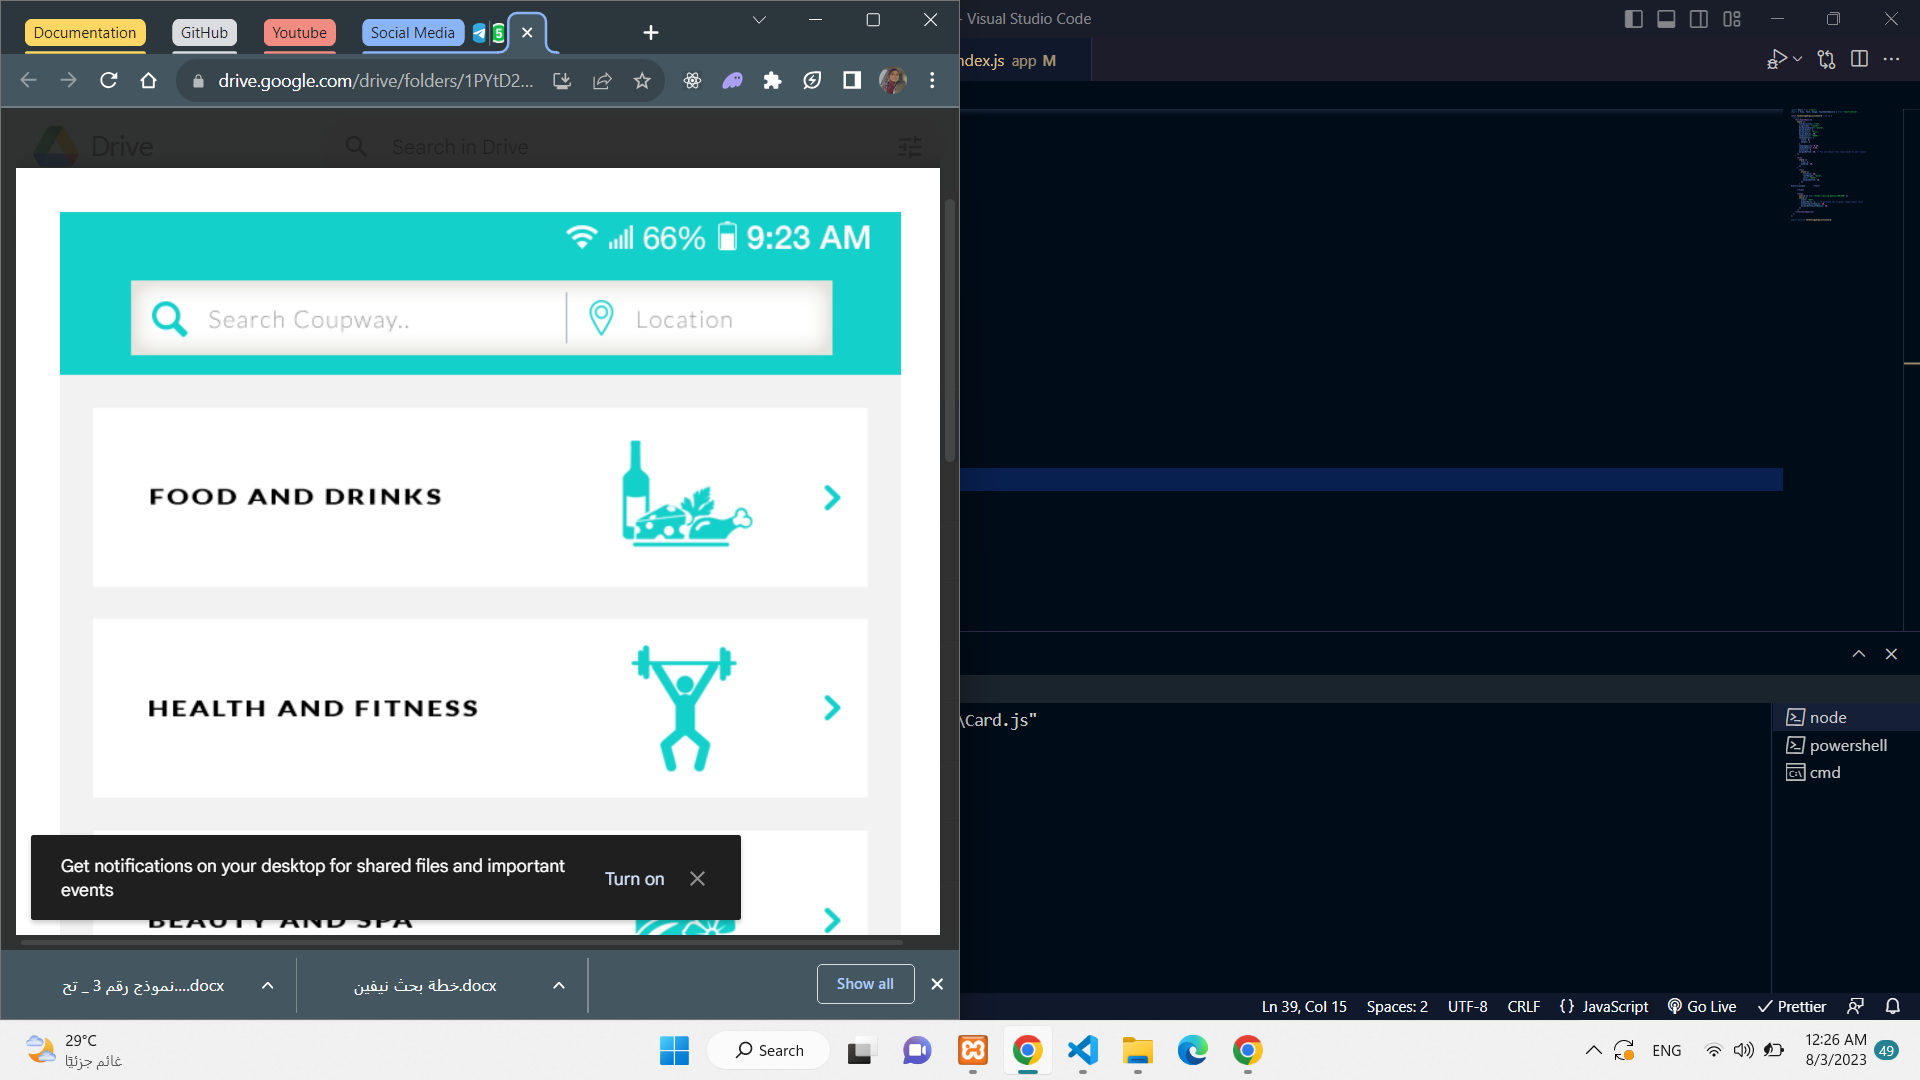 Documentation
GitHub
Youtube
Social Media
drive.google.com/drive/folders/1PYtD2...
Drive
Search in Drive
66% 9:23 AM
Search Coupway..
Location
FOOD AND DRINKS
HEALTH AND FITNESS
BEAUTY AND SPA
Get notifications on your desktop for shared files and important
events
Turn on
نموذج رقم 3 _ تح....docx
خطة بحث نيفين.docx
Show all
- Visual Studio Code
ndex.js app M
\Card.js"
node
powershell
cmd
Ln 39, Col 15
Spaces: 2
UTF-8
CRLF
{ } JavaScript
Go Live
Prettier
29°C
غائم جزئيًا
Search
ENG
12:26 AM
8/3/2023
49